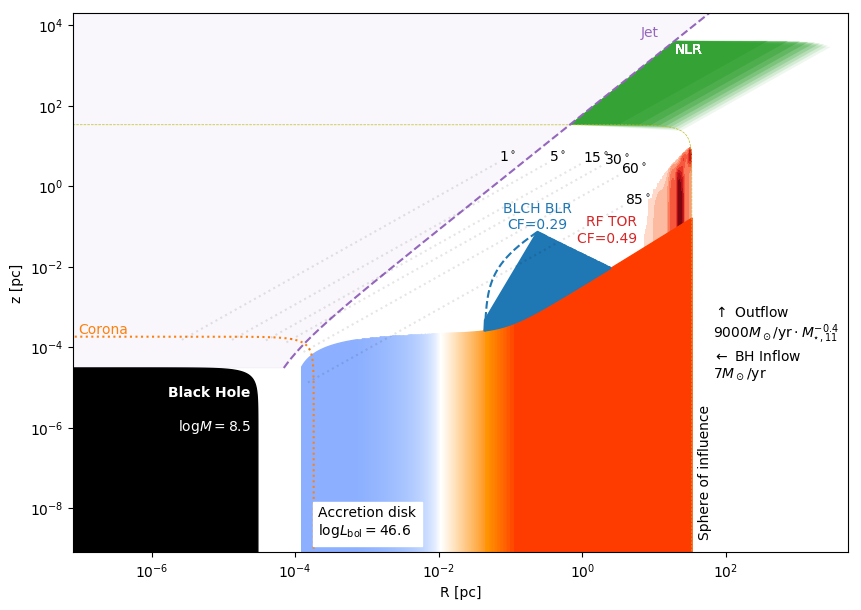 10^4
10^2
10^0
10^-2
10^-4
10^-6
10^-8
z [pc]
Jet
NLR
1°
5°
15°
30°
60°
85°
BLCH BLR
CF=0.29
RF TOR
CF=0.49
Corona
↑ Outflow
9000M⊙/yr · M⋆,11^-0.4
← BH Inflow
7M⊙/yr
Black Hole
logM = 8.5
Sphere of influence
Accretion disk
logLbol = 46.6
10^-6
10^-4
10^-2
10^0
10^2
R [pc]